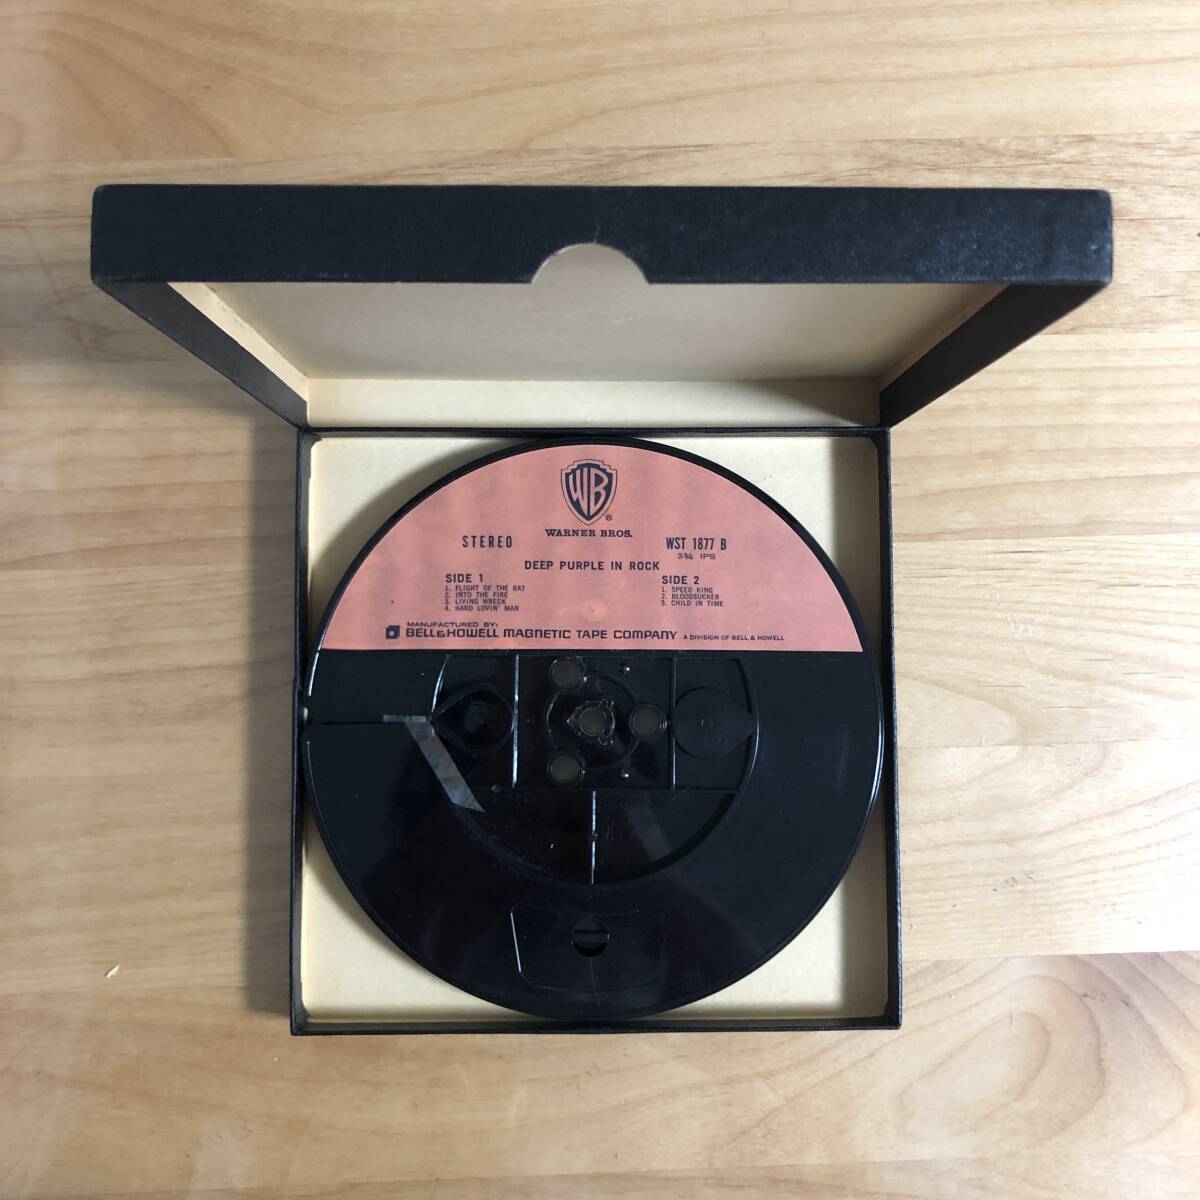 WB
®
WARNER BROS.
STEREO
WST 1877 B
3¾ IPS
DEEP PURPLE IN ROCK
SIDE 1
1. FLIGHT OF THE RAT
2. INTO THE FIRE
3. LIVING WRECK
4. HARD LOVIN' MAN
SIDE 2
1. SPEED KING
2. BLOODSUCKER
3. CHILD IN TIME
MANUFACTURED BY:
BELL & HOWELL MAGNETIC TAPE COMPANY A DIVISION OF BELL & HOWELL